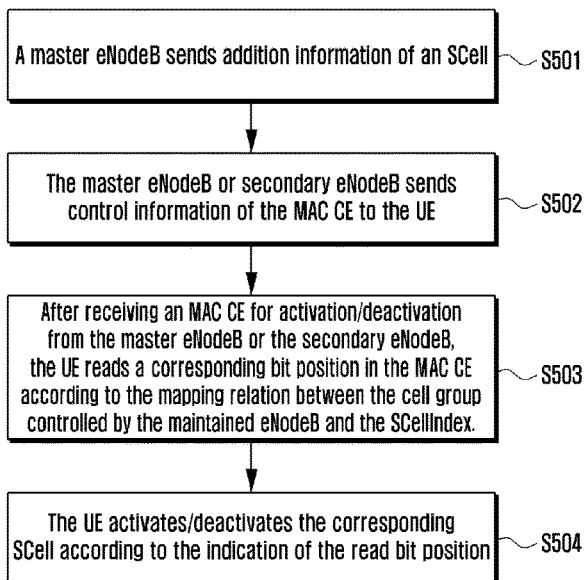 A master eNodeB sends addition information of an SCell
S501
The master eNodeB or secondary eNodeB sends
control information of the MAC CE to the UE
S502
After receiving an MAC CE for activation/deactivation
from the master eNodeB or the secondary eNodeB,
the UE reads a corresponding bit position in the MAC CE
according to the mapping relation between the cell group
controlled by the maintained eNodeB and the SCellIndex.
S503
The UE activates/deactivates the corresponding
SCell according to the indication of the read bit position
S504